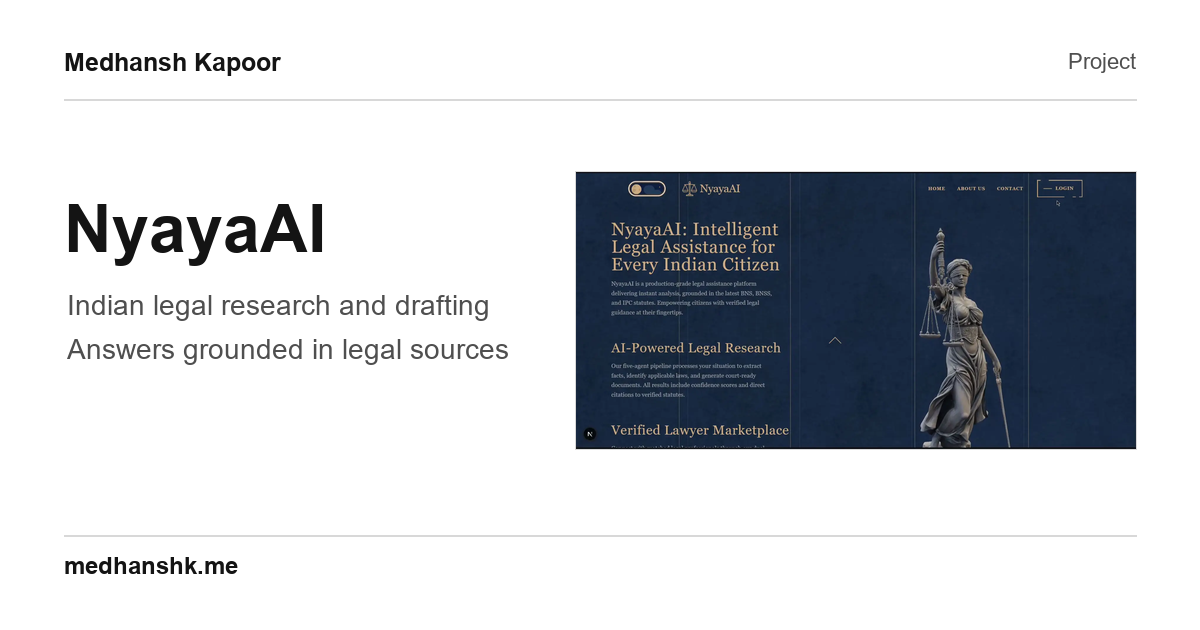 Medhansh Kapoor
Project
NyayaAI
Indian legal research and drafting
Answers grounded in legal sources
NyayaAI
HOME
ABOUT US
CONTACT
LOGIN
NyayaAI: Intelligent
Legal Assistance for
Every Indian Citizen
NyayaAI is a production-grade legal assistance platform
delivering instant analysis, grounded in the latest BNS, BNSS,
and IPC statutes. Empowering citizens with verified legal
guidance at their fingertips.
AI-Powered Legal Research
Our five-agent pipeline processes your situation to extract
facts, identify applicable laws, and generate court-ready
documents. All results include confidence scores and direct
citations to verified statutes.
Verified Lawyer Marketplace
N
medhanshk.me